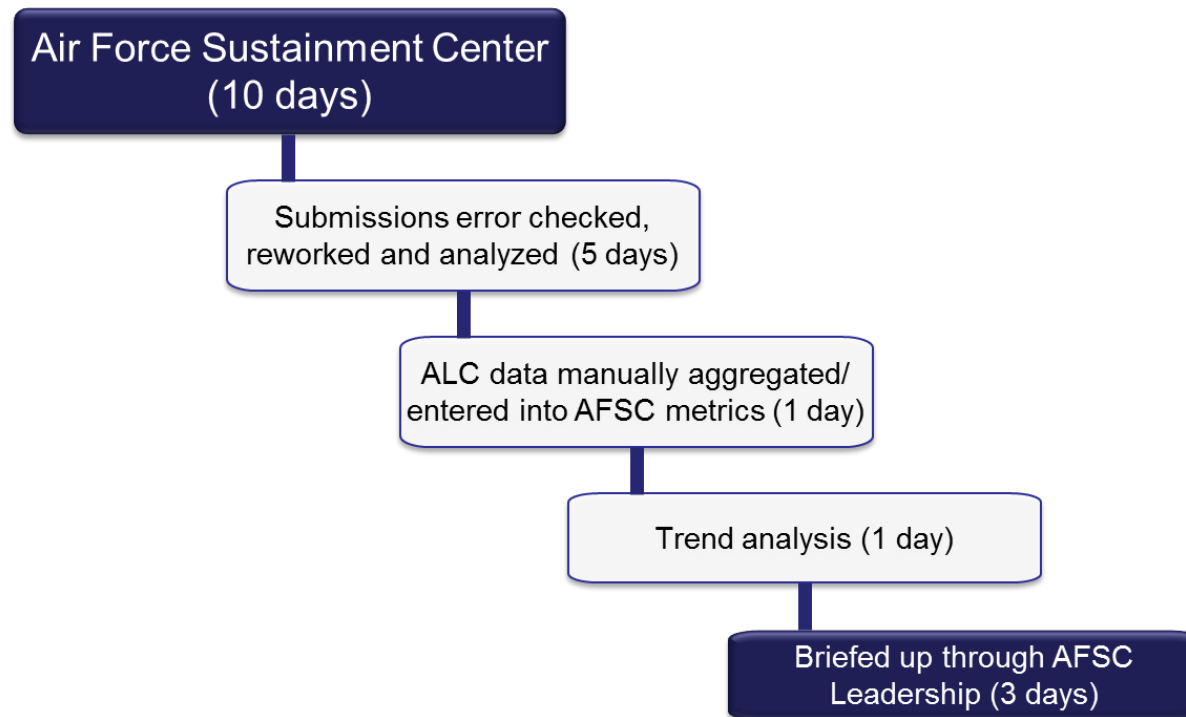 Air Force Sustainment Center
(10 days)
Submissions error checked,
reworked and analyzed (5 days)
ALC data manually aggregated/
entered into AFSC metrics (1 day)
Trend analysis (1 day)
Briefed up through AFSC
Leadership (3 days)